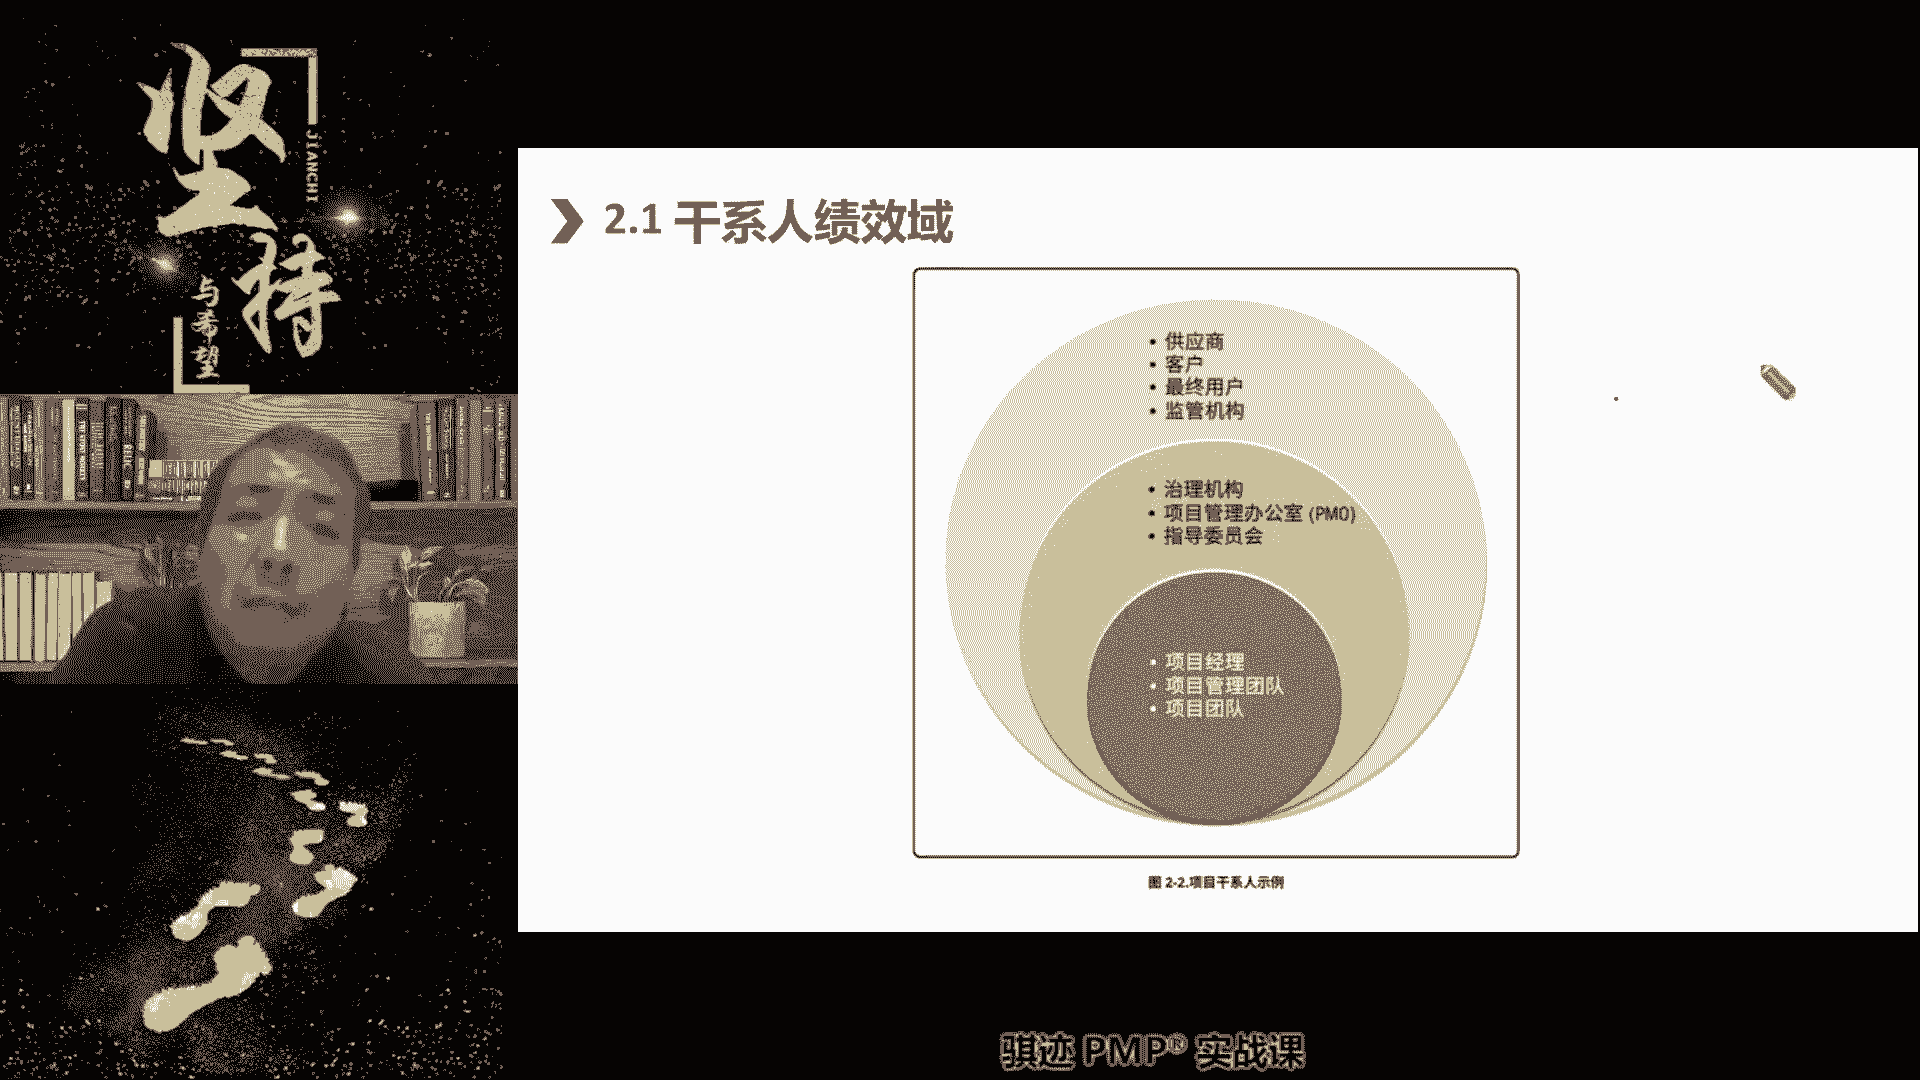 坚持
JIANCHI
与希望
2.1 干系人绩效域
• 供应商
• 客户
• 最终用户
• 监管机构
• 治理机构
• 项目管理办公室 (PMO)
• 指导委员会
• 项目经理
• 项目管理团队
• 项目团队
图 2-2.项目干系人示例
骐迹 PMP® 实战课